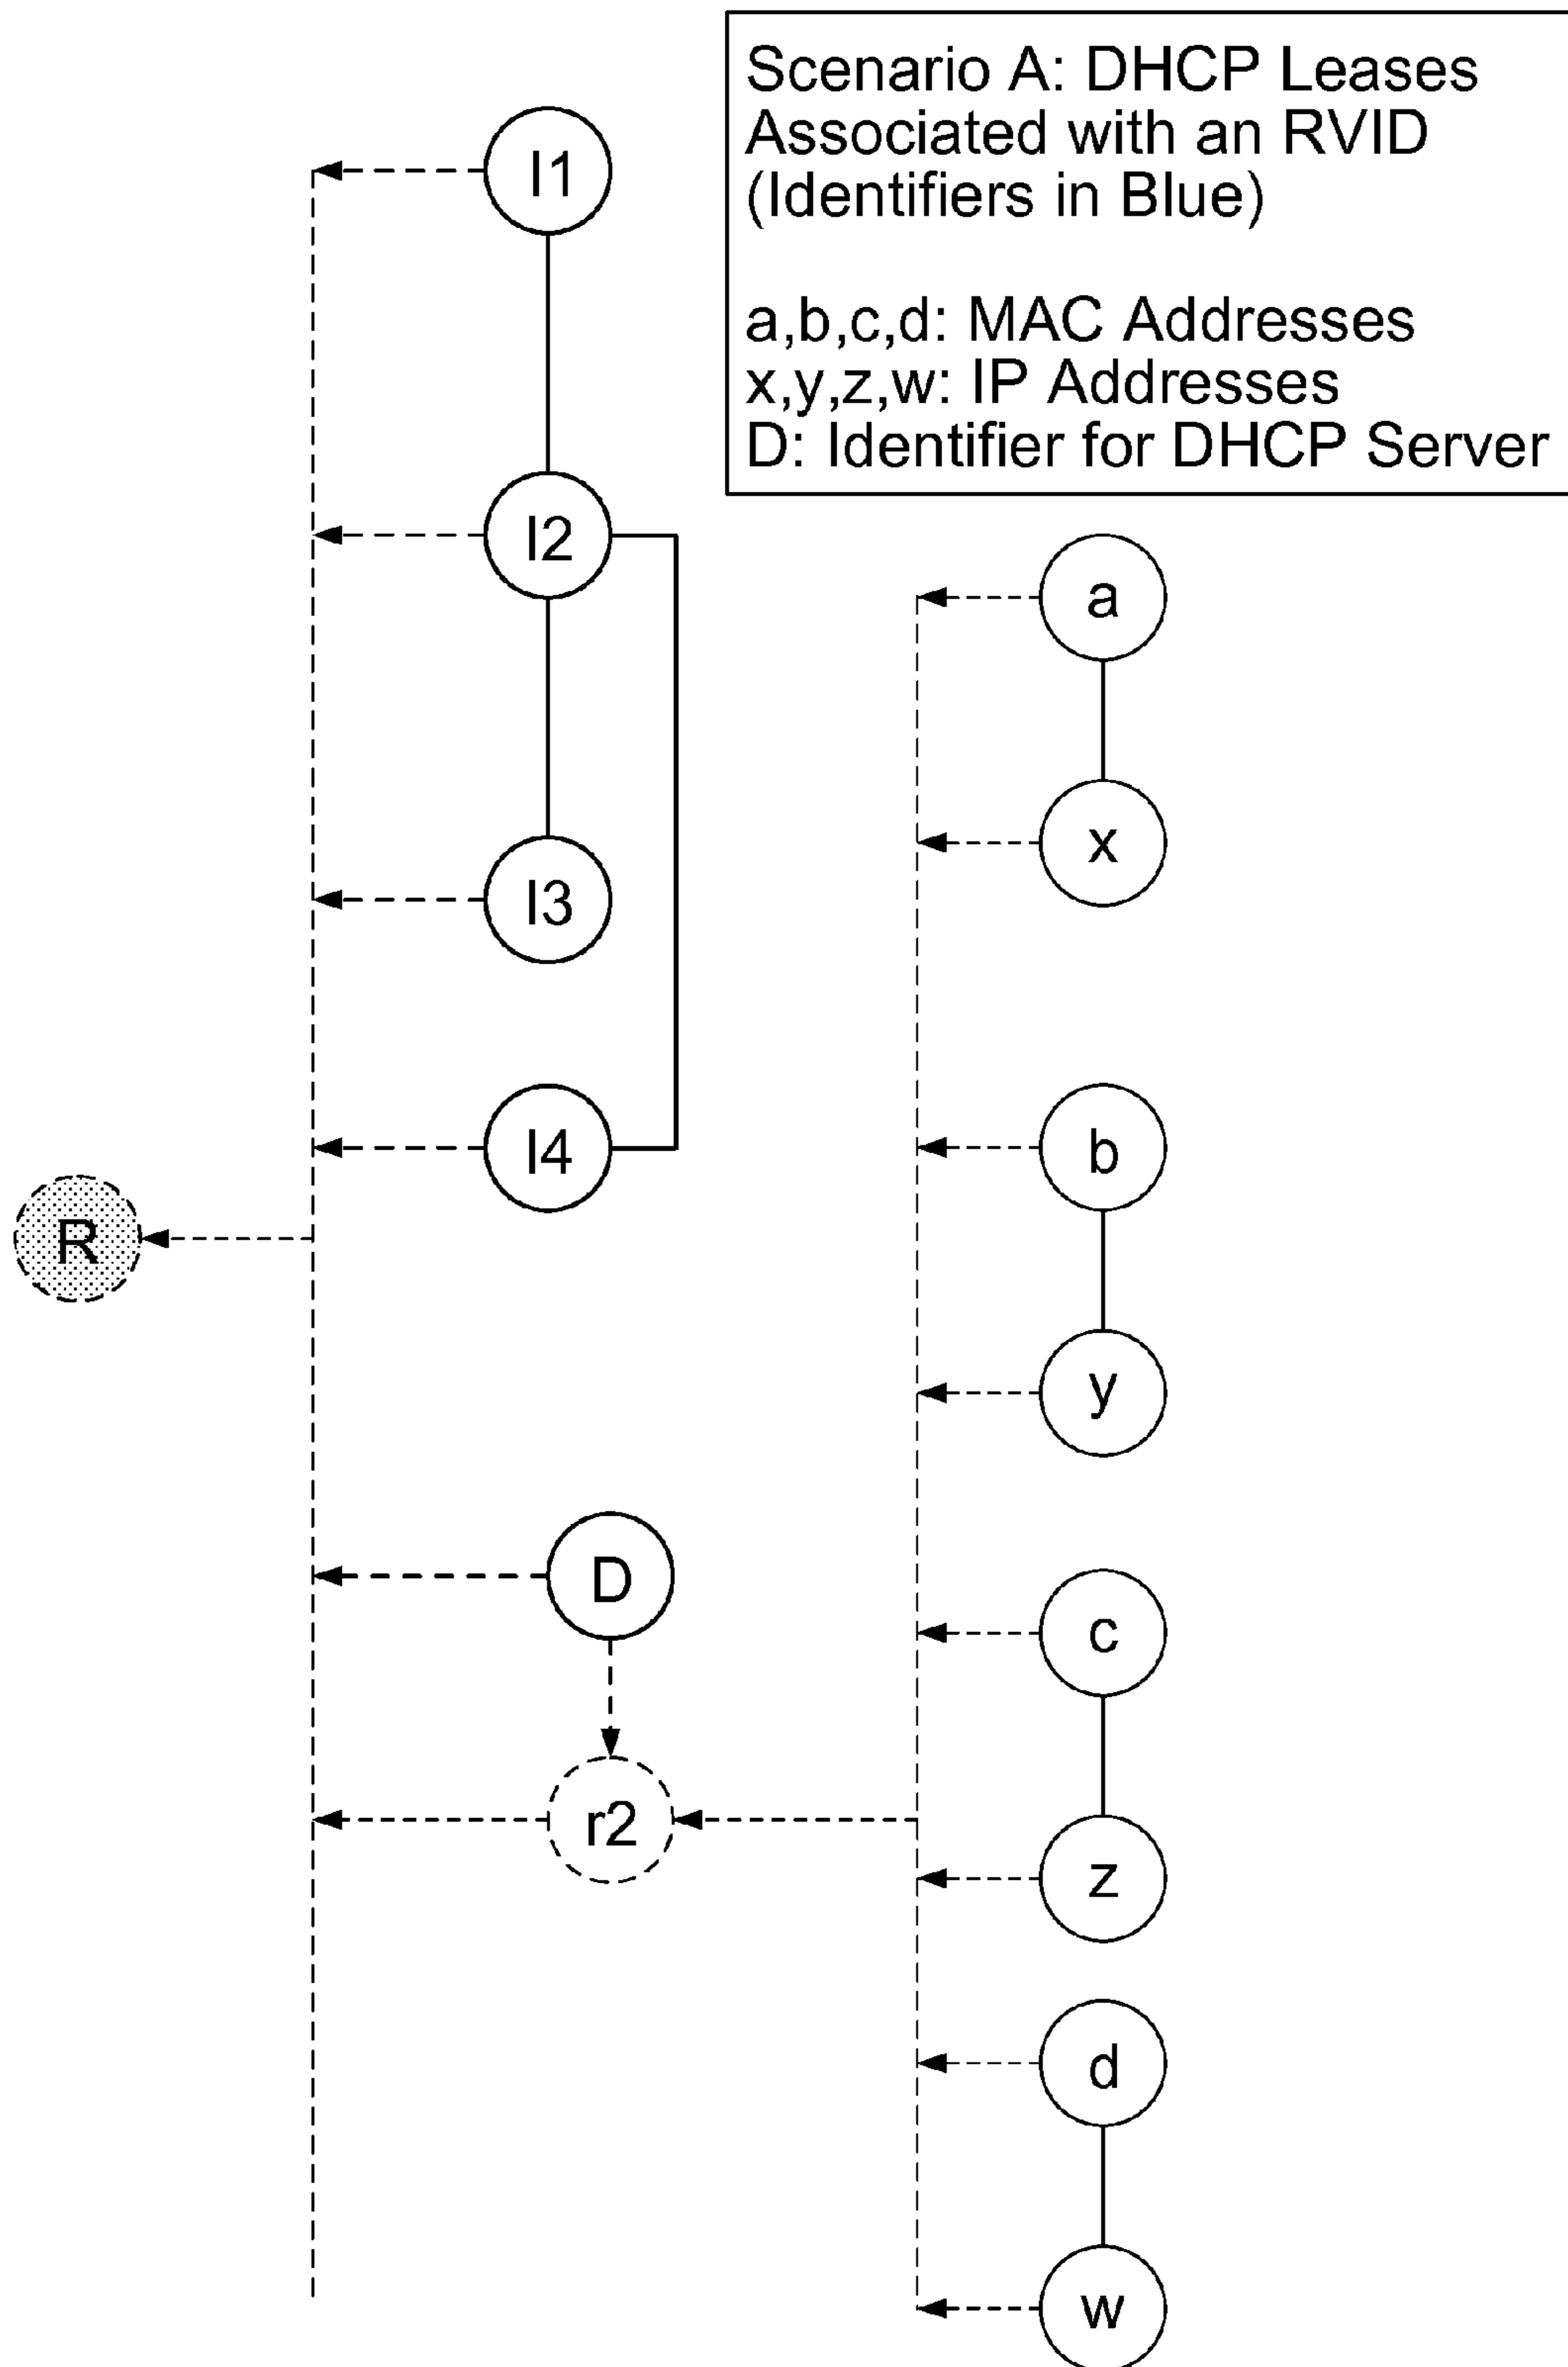 Scenario A: DHCP Leases
Associated with an RVID
(Identifiers in Blue)
a,b,c,d: MAC Addresses
x,y,z,w: IP Addresses
D: Identifier for DHCP Server
I1
I2
a
x
I3
I4
b
R
y
D
c
r2
z
d
w